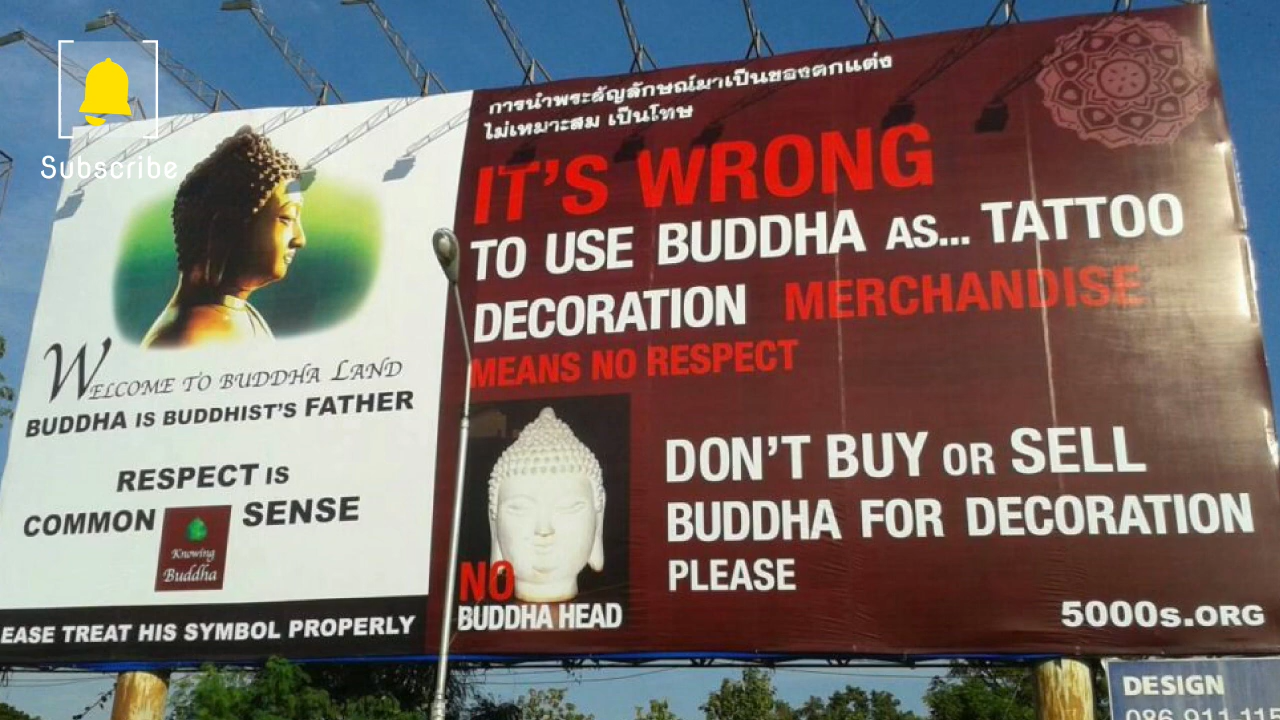 Subscribe
WELCOME TO BUDDHA LAND
BUDDHA IS BUDDHIST'S FATHER
RESPECT IS
COMMON SENSE
Knowing
Buddha
EASE TREAT HIS SYMBOL PROPERLY
การนำพระสัญลักษณ์มาเป็นของตกแต่ง
ไม่เหมาะสม เป็นโทษ
IT'S WRONG
TO USE BUDDHA AS... TATTOO
DECORATION MERCHANDISE
MEANS NO RESPECT
NO
BUDDHA HEAD
DON'T BUY OR SELL
BUDDHA FOR DECORATION
PLEASE
5000s.ORG
DESIGN